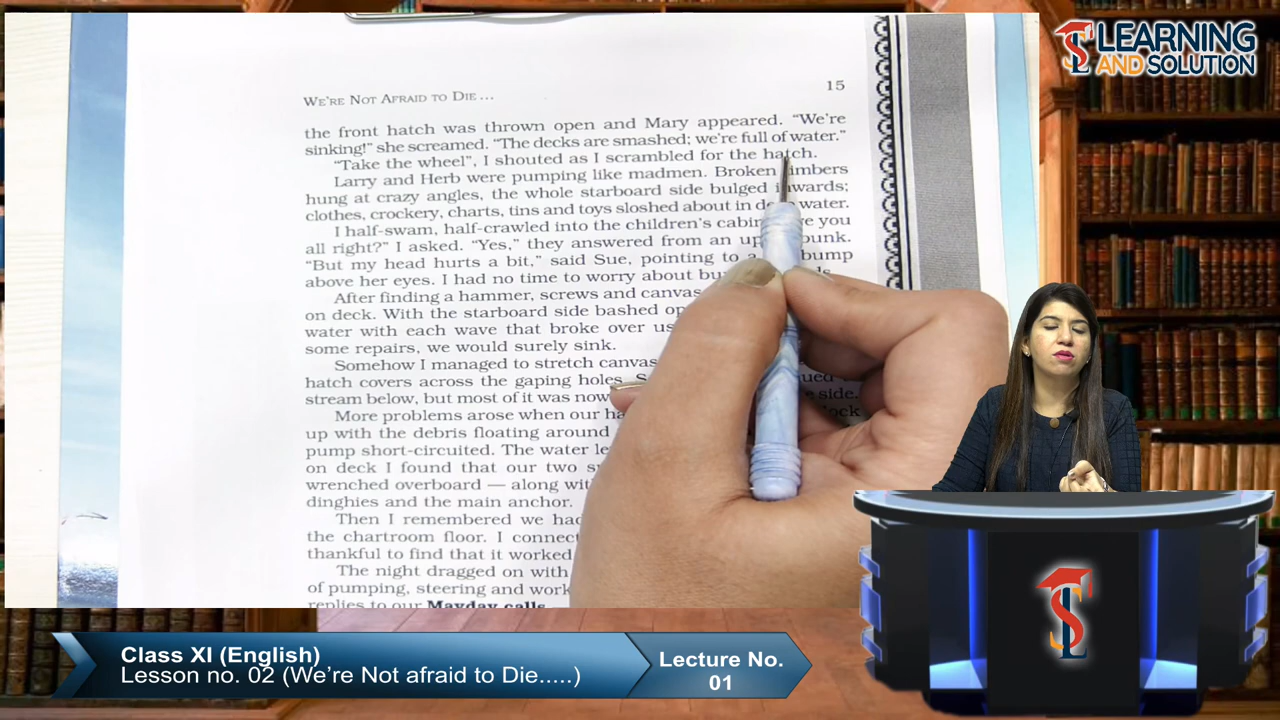 LEARNING
AND SOLUTION
WE'RE NOT AFRAID TO DIE ... 15
the front hatch was thrown open and Mary appeared. "We're
sinking!" she screamed. "The decks are smashed; we're full of water."
"Take the wheel", I shouted as I scrambled for the hatch.
Larry and Herb were pumping like madmen. Broken
hung at crazy angles, the whole starboard side bulged inwards;
clothes, crockery, charts, tins and toys sloshed about in water.
I half-swam, half-crawled into the children's you
all right?" I asked. "Yes," they answered from an bunk.
"But my head hurts a bit," said Sue, pointing to a bump
above her eyes. I had no time to worry about
After finding a hammer, screws and canvas
on deck. With the starboard side bashed
water with each wave that broke over us
some repairs, we would surely sink.
Somehow I managed to stretch canvas
hatch covers across the gaping holes.
stream below, but most of it was now side.
More problems arose when our
up with the debris floating around
pump short-circuited. The water
on deck I found that our two
wrenched overboard — along
dinghies and the main anchor.
Then I remembered we
the chartroom floor. I
thankful to find that it worked
The night dragged on with
of pumping, steering and
replies to our Mayday calls
Class XI (English)
Lesson no. 02 (We're Not afraid to Die.....)
Lecture No.
01